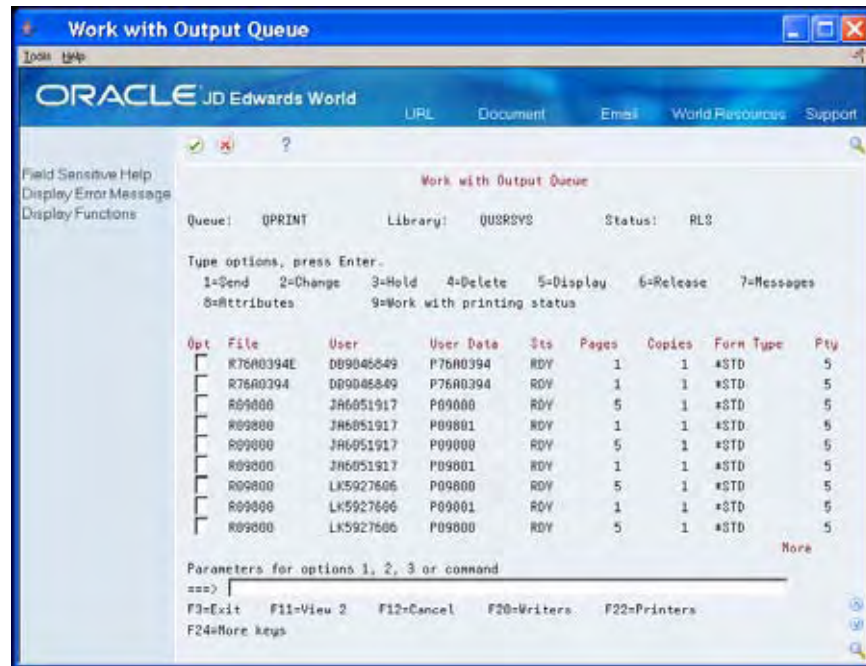 Work with Output Queue
Tools Help
ORACLE JD Edwards World
URL Document Email World Resources Support
?
Field Sensitive Help
Display Error Message
Display Functions
Work with Output Queue
Queue: QPRINT Library: QUSRSYS Status: RLS
Type options, press Enter.
1=Send 2=Change 3=Hold 4=Delete 5=Display 6=Release 7=Messages
8=Attributes 9=Work with printing status
Opt File User User Data Sts Pages Copies Form Type Pty
R76A0394E DB9046849 P76A0394 RDY 1 1 *STD 5
R76A0394 DB9046849 P76A0394 RDY 1 1 *STD 5
R09800 JA6051917 P09800 RDY 5 1 *STD 5
R09800 JA6051917 P09801 RDY 1 1 *STD 5
R09800 JA6051917 P09800 RDY 5 1 *STD 5
R09800 JA6051917 P09801 RDY 1 1 *STD 5
R09800 LK5927606 P09800 RDY 5 1 *STD 5
R09800 LK5927606 P09801 RDY 1 1 *STD 5
R09800 LK5927606 P09800 RDY 5 1 *STD 5
More
Parameters for options 1, 2, 3 or command
===>
F3=Exit F11=View 2 F12=Cancel F20=Writers F22=Printers
F24=More keys